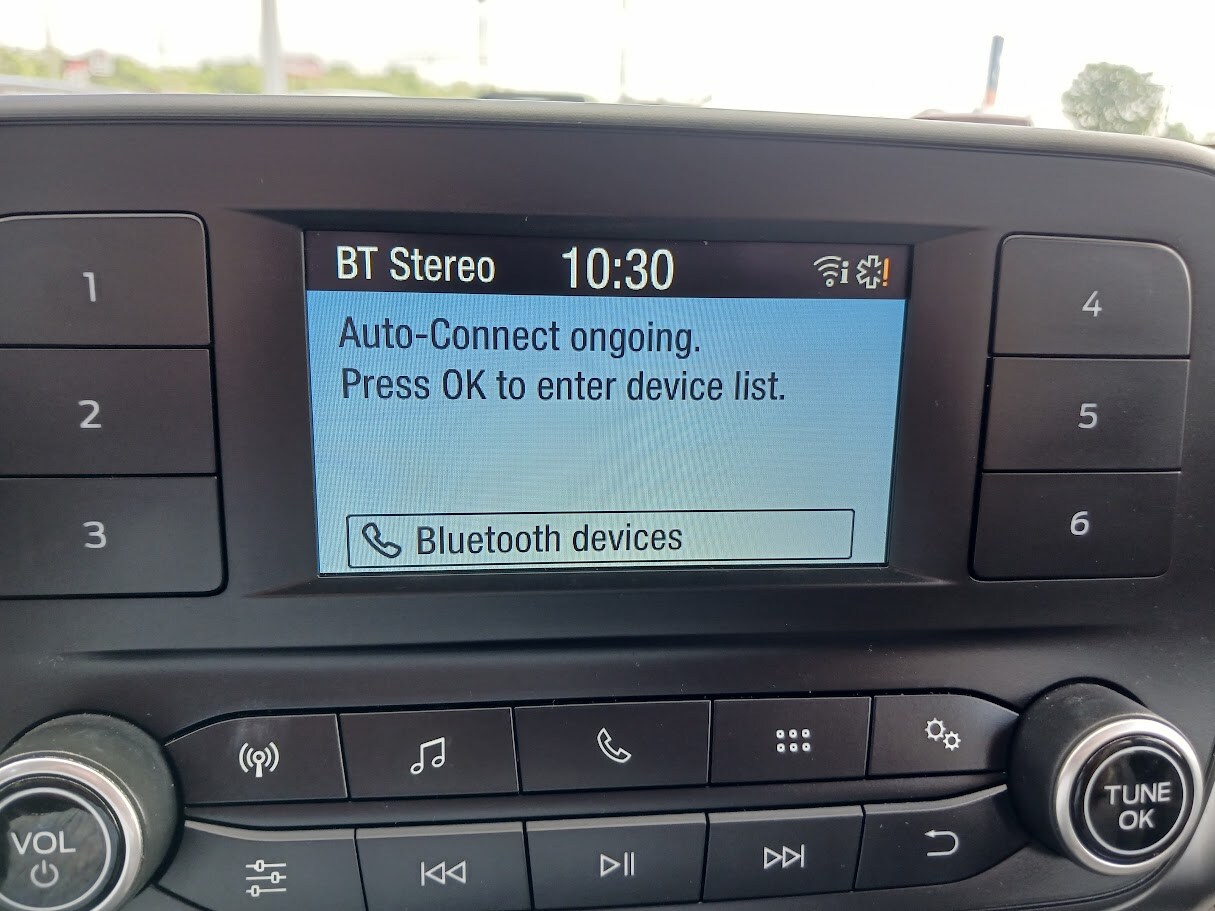 BT Stereo 10:30
Auto-Connect ongoing.
Press OK to enter device list.
Bluetooth devices
1
2
3
4
5
6
VOL
TUNE
OK